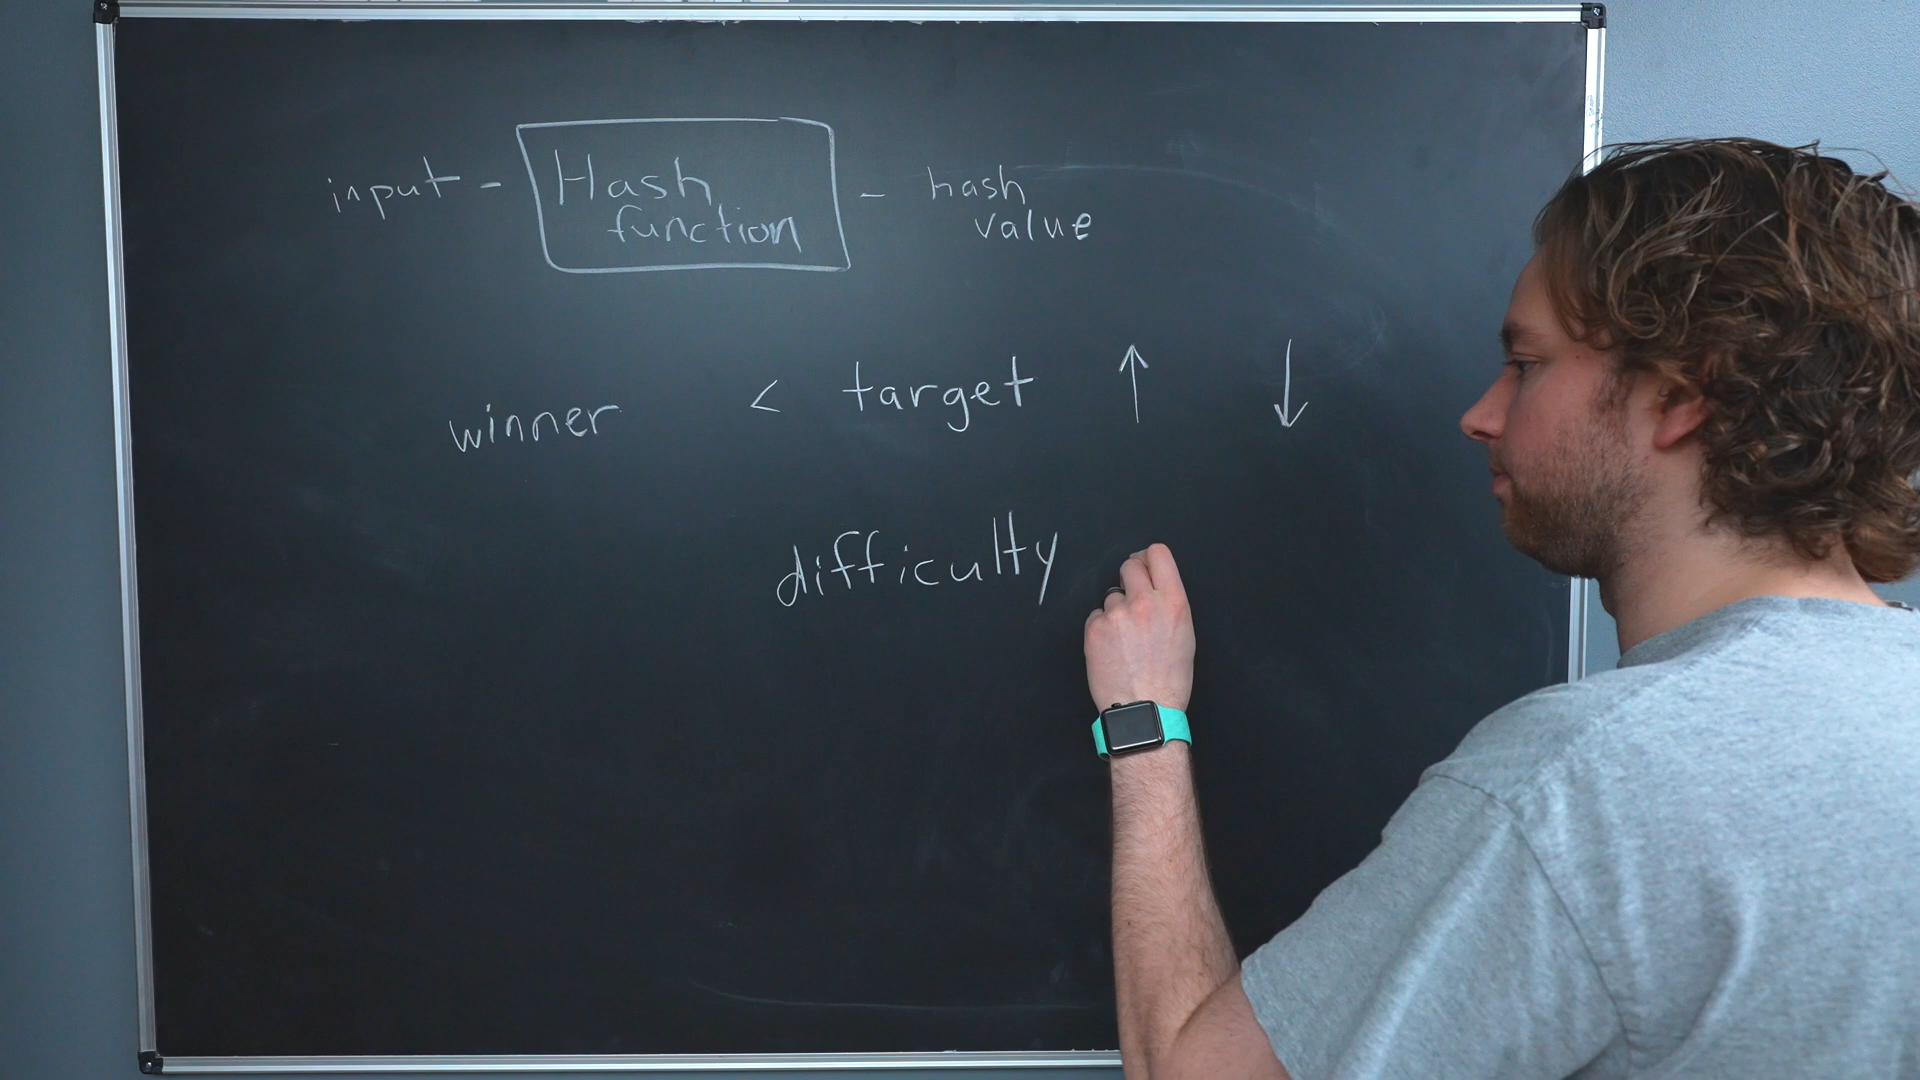 input - Hash function - hash value
winner < target ↑ ↓
difficulty